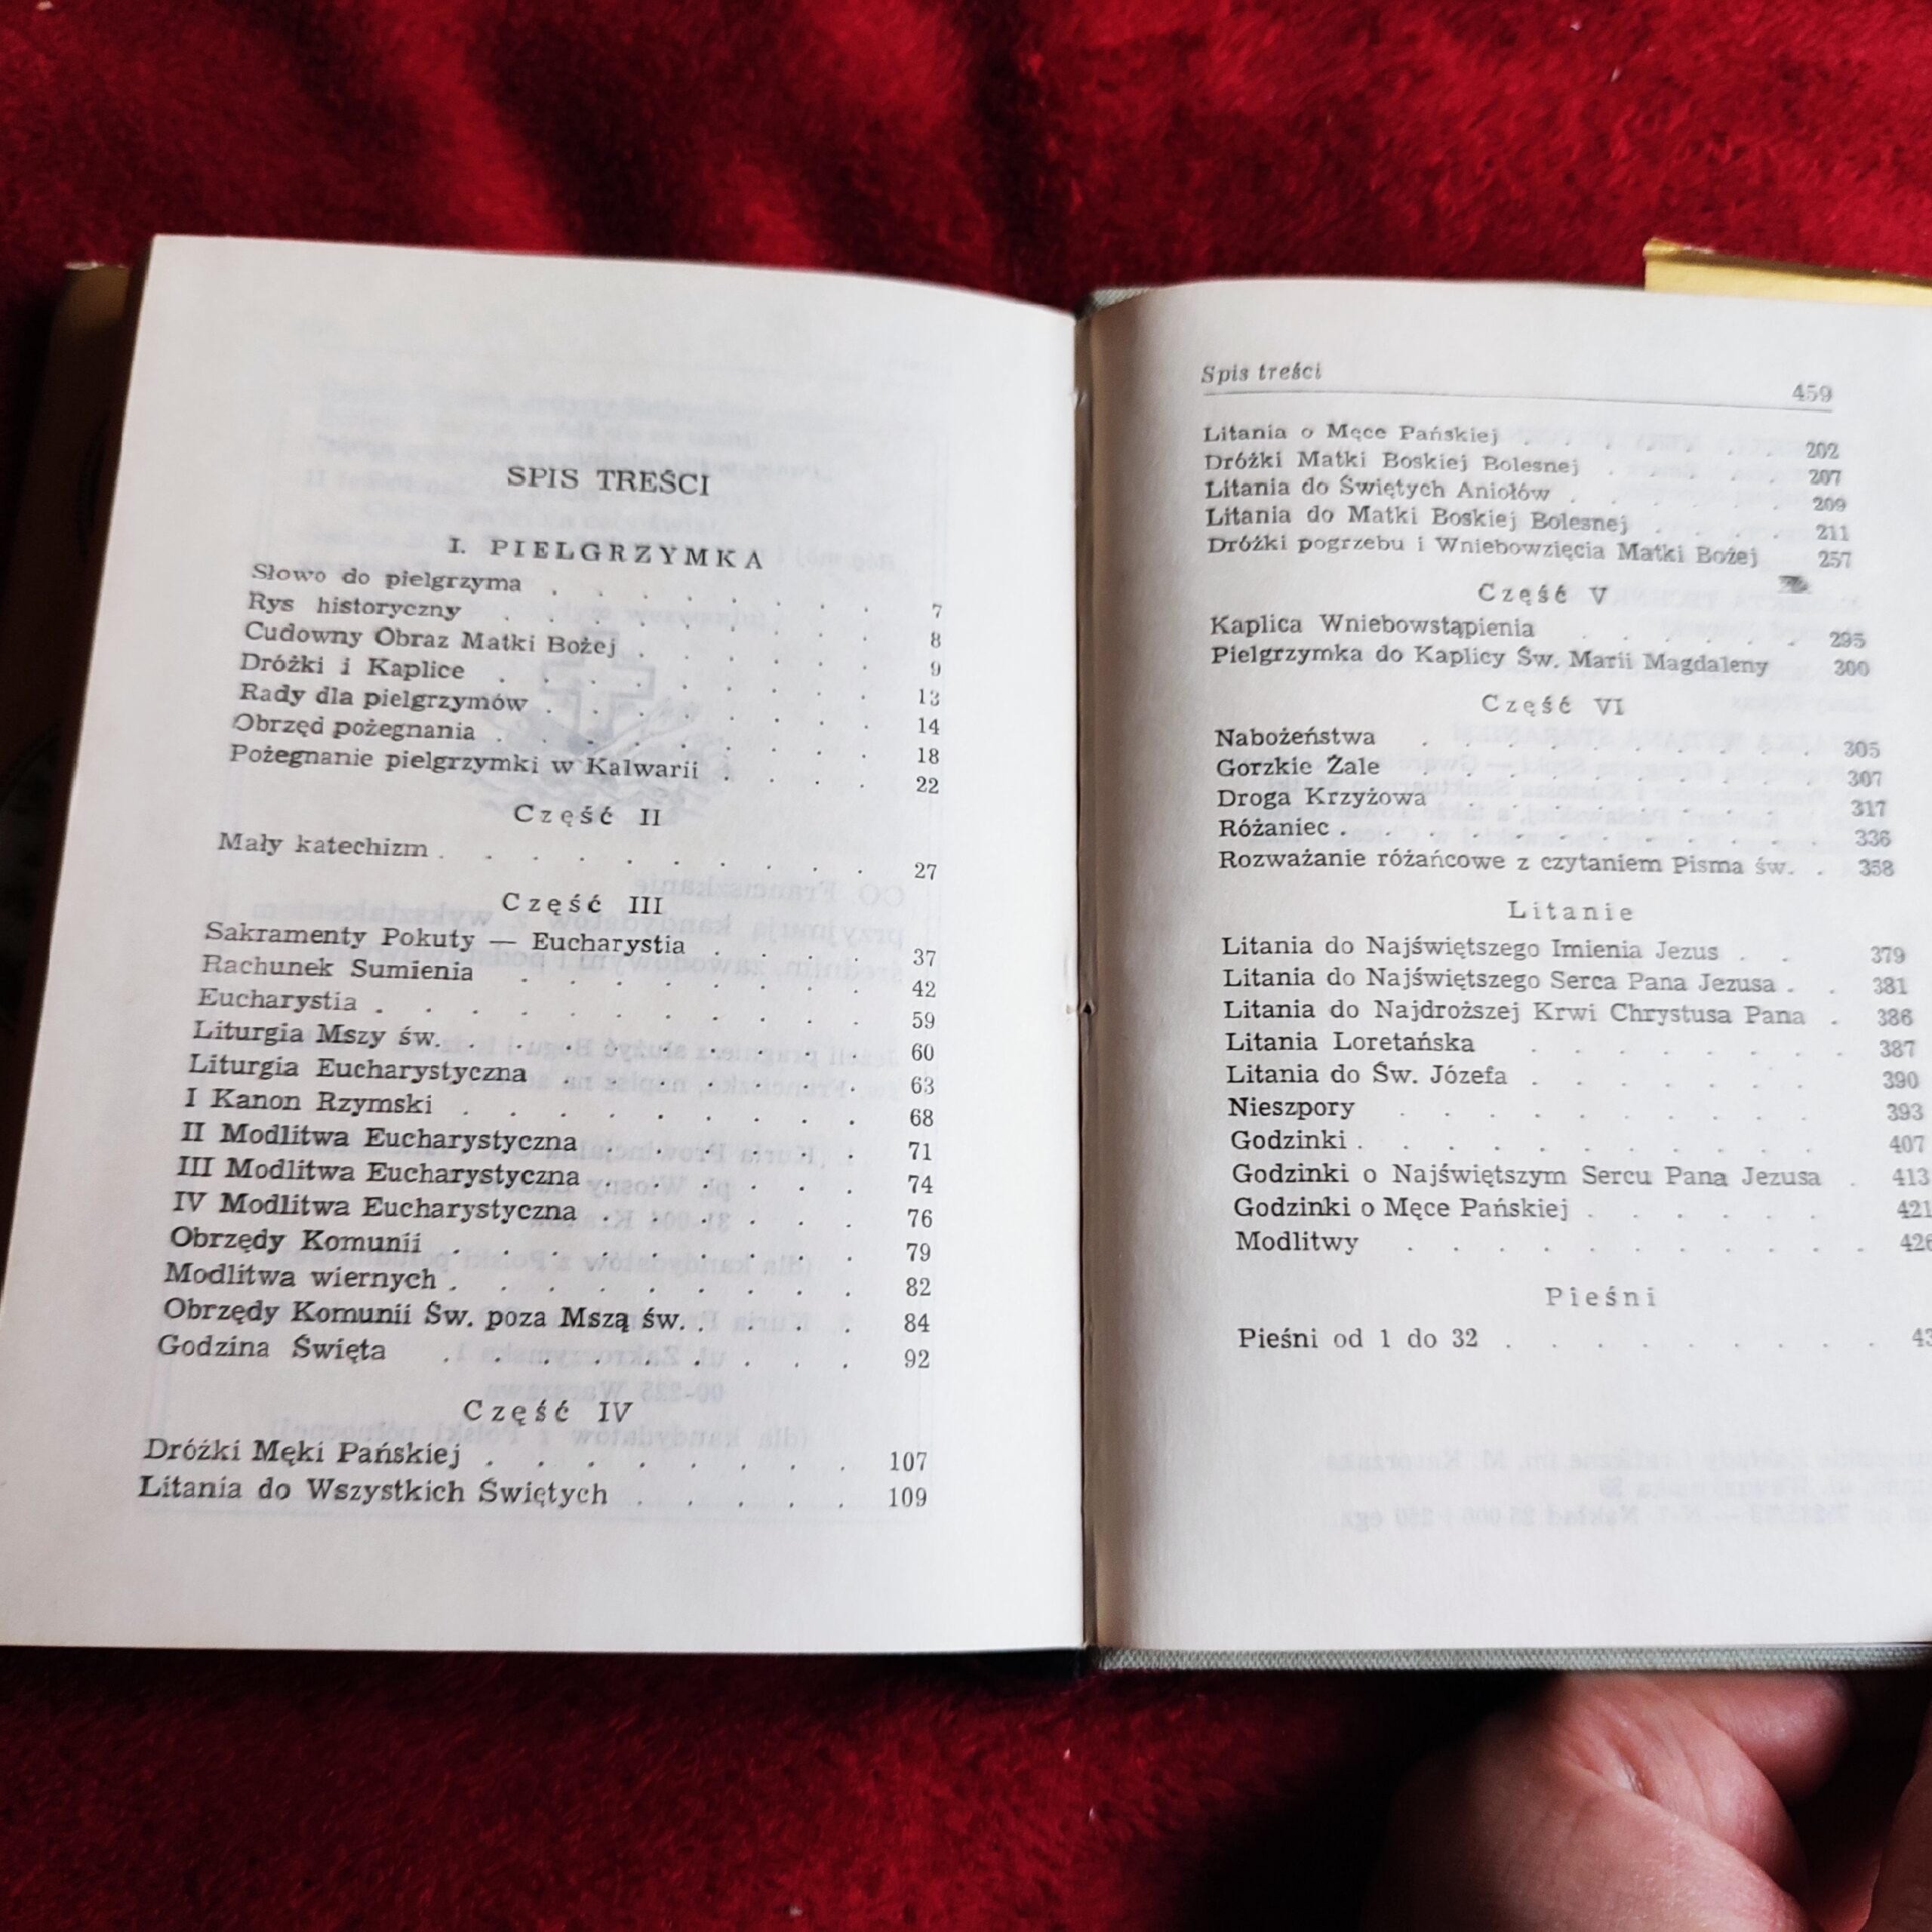 SPIS TREŚCI
I. PIELGRZYMKA
Słowo do pielgrzyma . . . . . . . . 7
Rys historyczny . . . . . . . . . 8
Cudowny Obraz Matki Bożej . . . . . . 9
Dróżki i Kaplice . . . . . . . . . 13
Rady dla pielgrzymów . . . . . . . . 14
Obrzęd pożegnania . . . . . . . . . 18
Pożegnanie pielgrzymki w Kalwarii . . . . 22
Część II
Mały katechizm . . . . . . . . . . 27
Część III
Sakramenty Pokuty — Eucharystia . . . . 37
Rachunek Sumienia . . . . . . . . 42
Eucharystia . . . . . . . . . . . 59
Liturgia Mszy św. . . . . . . . . . 60
Liturgia Eucharystyczna . . . . . . . 63
I Kanon Rzymski . . . . . . . . . 68
II Modlitwa Eucharystyczna . . . . . . 71
III Modlitwa Eucharystyczna . . . . . . 74
IV Modlitwa Eucharystyczna . . . . . . 76
Obrzędy Komunii . . . . . . . . . 79
Modlitwa wiernych . . . . . . . . . 82
Obrzędy Komunii Św. poza Mszą św. . . . . 84
Godzina Święta . . . . . . . . . 92
Część IV
Dróżki Męki Pańskiej . . . . . . . . 107
Litania do Wszystkich Świętych . . . . . 109
Spis treści 459
Litania o Męce Pańskiej . . . . . . . 202
Dróżki Matki Boskiej Bolesnej . . . . . 207
Litania do Świętych Aniołów . . . . . . 209
Litania do Matki Boskiej Bolesnej . . . . 211
Dróżki pogrzebu i Wniebowzięcia Matki Bożej 257
Część V
Kaplica Wniebowstąpienia . . . . . . 295
Pielgrzymka do Kaplicy Św. Marii Magdaleny 300
Część VI
Nabożeństwa . . . . . . . . . . 305
Gorzkie Żale . . . . . . . . . . 307
Droga Krzyżowa . . . . . . . . . 317
Różaniec . . . . . . . . . . . . 336
Rozważanie różańcowe z czytaniem Pisma św. . 358
Litanie
Litania do Najświętszego Imienia Jezus . . 379
Litania do Najświętszego Serca Pana Jezusa . . 381
Litania do Najdroższej Krwi Chrystusa Pana . 386
Litania Loretańska . . . . . . . . 387
Litania do Św. Józefa . . . . . . . 390
Nieszpory . . . . . . . . . . 393
Godzinki . . . . . . . . . . . 407
Godzinki o Najświętszym Sercu Pana Jezusa . 413
Godzinki o Męce Pańskiej . . . . . . 421
Modlitwy . . . . . . . . . . . 426
Pieśni
Pieśni od 1 do 32 . . . . . . . . . 43